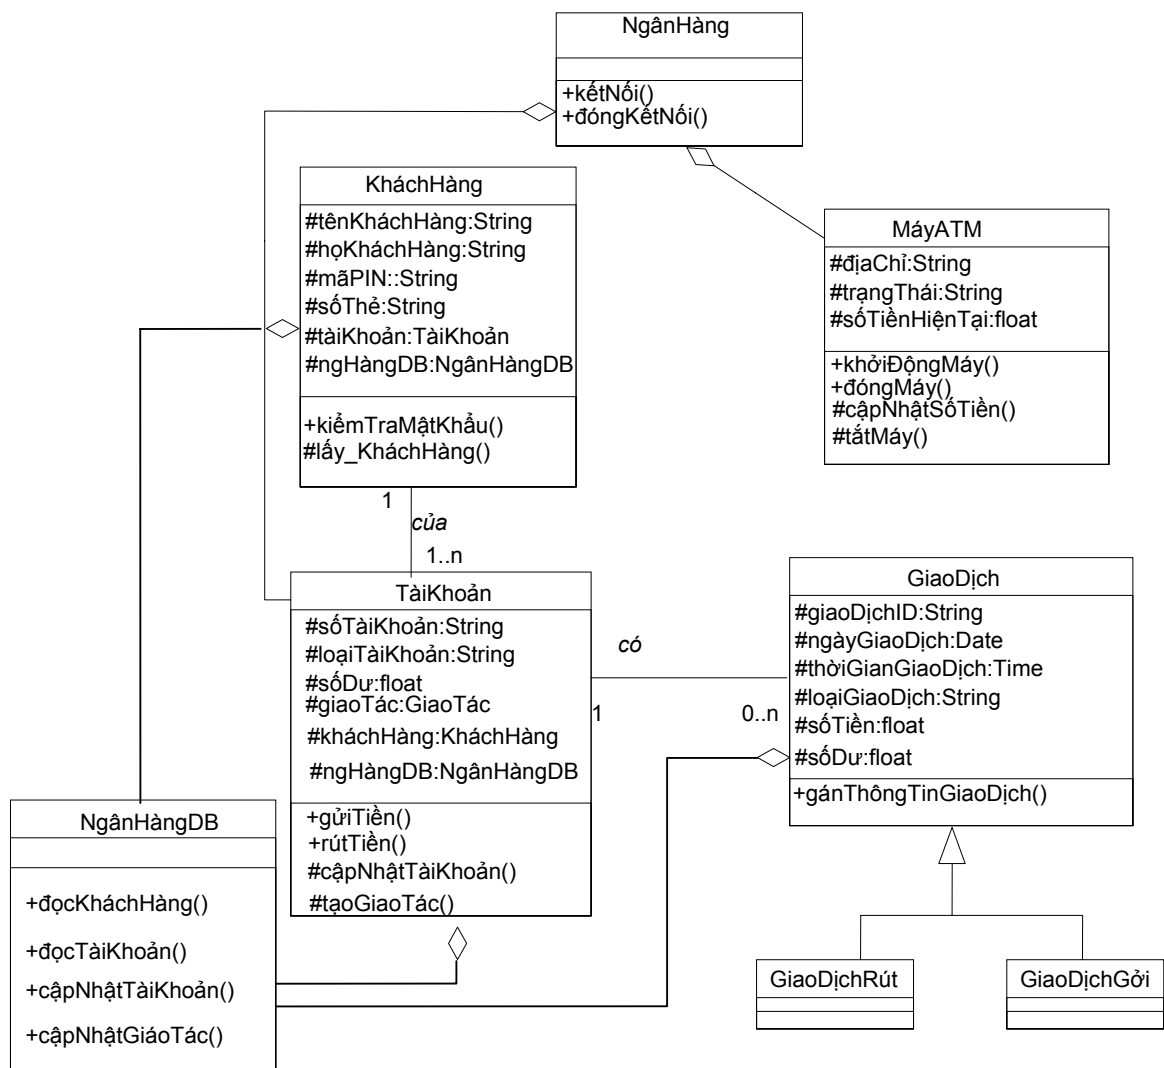 NgânHàng
+kếtNối()
+đóngKếtNối()
KháchHàng
#tênKháchHàng:String
#họKháchHàng:String
#mãPIN::String
#sốThẻ:String
#tàiKhoản:TàiKhoản
#ngHàngDB:NgânHàngDB
+kiểmTraMậtKhẩu()
#lấy_KháchHàng()
MáyATM
#địaChỉ:String
#trạngThái:String
#sốTiềnHiệnTại:float
+khởiĐộngMáy()
+đóngMáy()
#cậpNhậtSốTiền()
#tắtMáy()
1
của
1..n
TàiKhoản
#sốTàiKhoản:String
#loạiTàiKhoản:String
#sốDư:float
#giaoTác:GiaoTác
#kháchHàng:KháchHàng
#ngHàngDB:NgânHàngDB
+gửiTiền()
+rútTiền()
#cậpNhậtTàiKhoản()
#tạoGiaoTác()
có
1
0..n
GiaoDịch
#giaoDịchID:String
#ngàyGiaoDịch:Date
#thờiGianGiaoDịch:Time
#loạiGiaoDịch:String
#sốTiền:float
#sốDư:float
+gánThôngTinGiaoDịch()
NgânHàngDB
+đọcKháchHàng()
+đọcTàiKhoản()
+cậpNhậtTàiKhoản()
+cậpNhậtGiáoTác()
GiaoDịchRút
GiaoDịchGởi